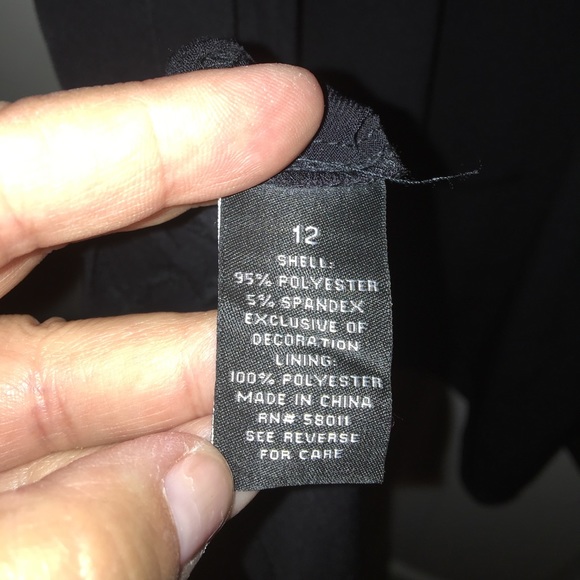 12
SHELL:
95% POLYESTER
5% SPANDEX
EXCLUSIVE OF
DECORATION
LINING:
100% POLYESTER
MADE IN CHINA
RN# 58011
SEE REVERSE
FOR CARE